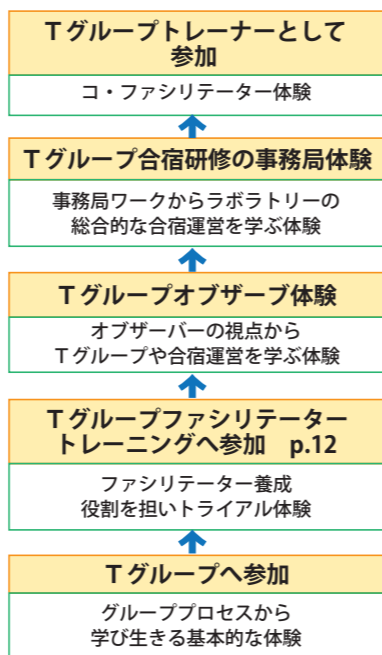 Ｔグループトレーナーとして
参加
コ・ファシリテーター体験
Ｔグループ合宿研修の事務局体験
事務局ワークからラボラトリーの
総合的な合宿運営を学ぶ体験
Ｔグループオブザーブ体験
オブザーバーの視点から
Ｔグループや合宿運営を学ぶ体験
Ｔグループファシリテーター
トレーニングへ参加　p.12
ファシリテーター養成
役割を担いトライアル体験
Ｔグループへ参加
グループプロセスから
学び生きる基本的な体験